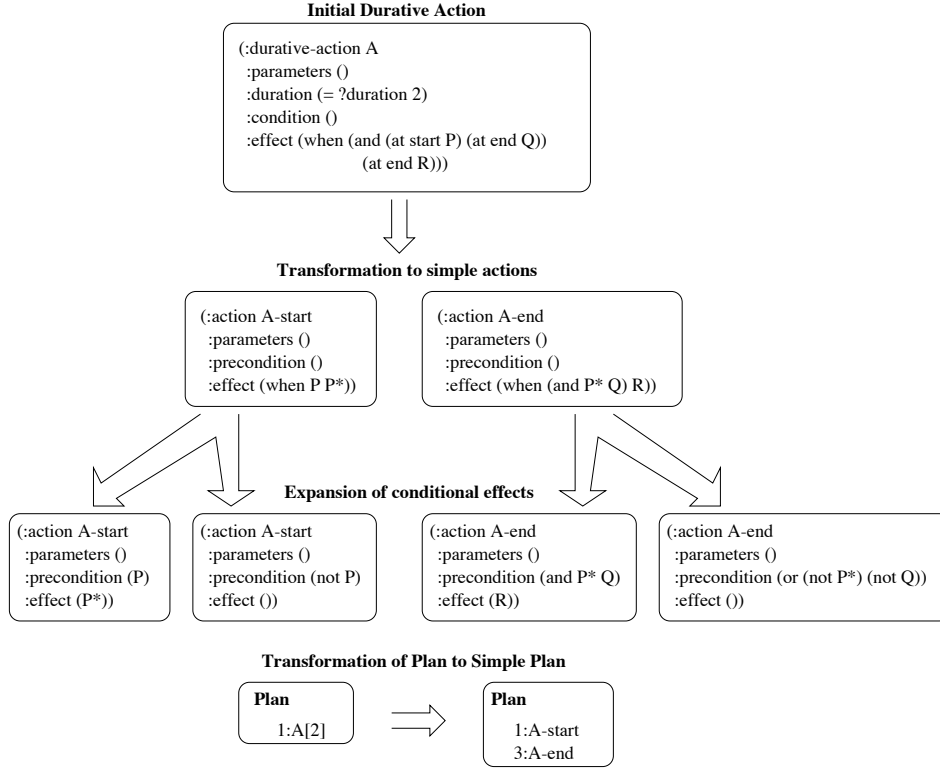 Initial Durative Action
(:durative-action A
:parameters ()
:duration (= ?duration 2)
:condition ()
:effect (when (and (at start P) (at end Q))
(at end R)))
Transformation to simple actions
(:action A-start
:parameters ()
:precondition ()
:effect (when P P*))
(:action A-end
:parameters ()
:precondition ()
:effect (when (and P* Q) R))
Expansion of conditional effects
(:action A-start
:parameters ()
:precondition (P)
:effect (P*))
(:action A-start
:parameters ()
:precondition (not P)
:effect ())
(:action A-end
:parameters ()
:precondition (and P* Q)
:effect (R))
(:action A-end
:parameters ()
:precondition (or (not P*) (not Q))
:effect ())
Transformation of Plan to Simple Plan
Plan
1:A[2]
Plan
1:A-start
3:A-end